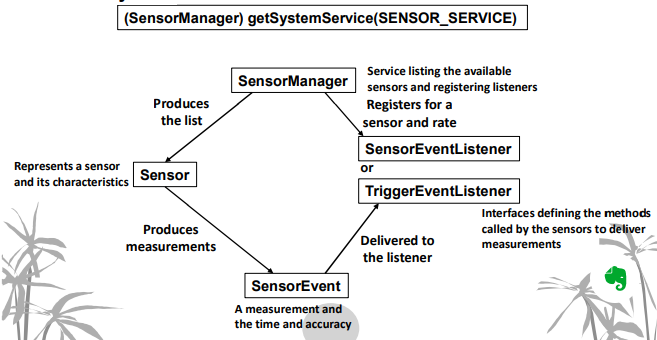 (SensorManager) getSystemService(SENSOR_SERVICE)
SensorManager
Service listing the available
sensors and registering listeners
Produces
the list
Registers for a
sensor and rate
SensorEventListener
or
TriggerEventListener
Represents a sensor
and its characteristics
Sensor
Interfaces defining the methods
called by the sensors to deliver
measurements
Produces
measurements
Delivered to
the listener
SensorEvent
A measurement and
the time and accuracy